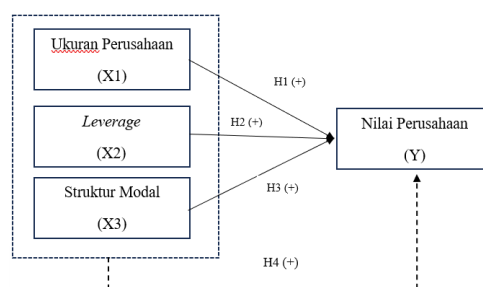 Ukuran Perusahaan
(X1)
Leverage
(X2)
Struktur Modal
(X3)
H1 (+)
H2 (+)
H3 (+)
H4 (+)
Nilai Perusahaan
(Y)